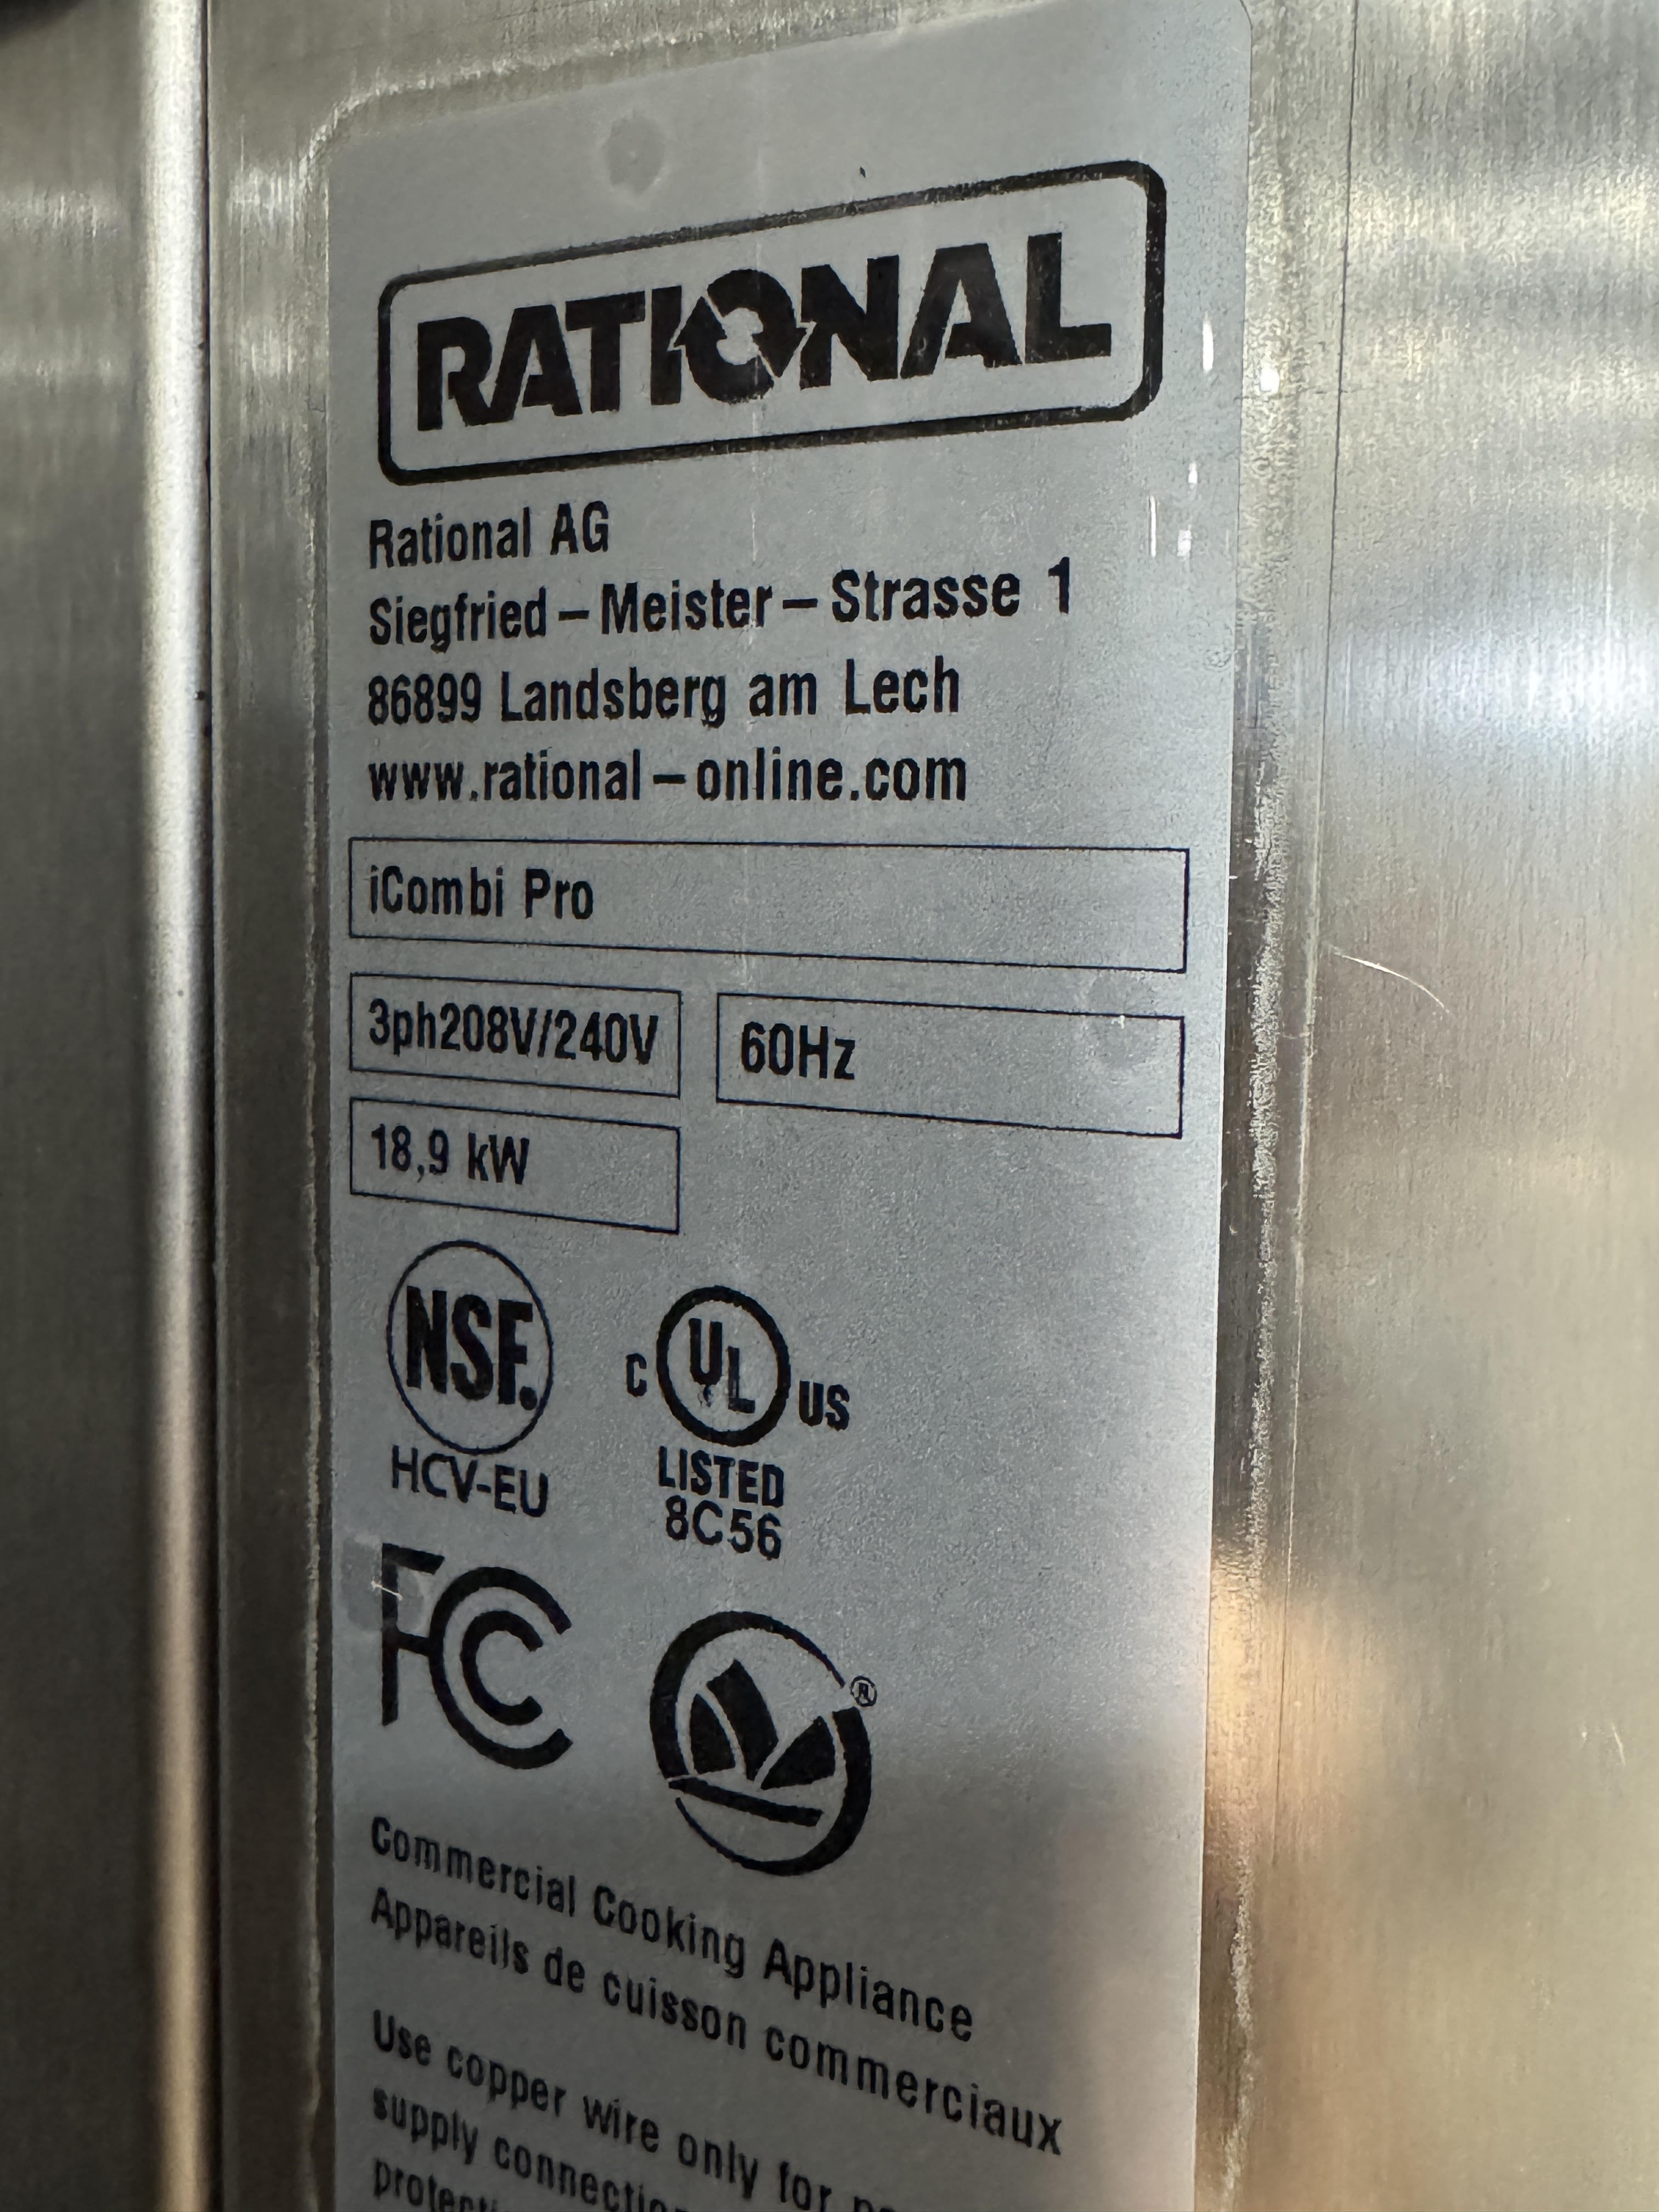 RATIONAL
Rational AG
Siegfried – Meister – Strasse 1
86899 Landsberg am Lech
www.rational – online.com
iCombi Pro
3ph208V/240V
60Hz
18,9 kW
NSF.
HCV-EU
C UL US
LISTED
8C56
FC
®
Commercial Cooking Appliance
Appareils de cuisson commerciaux
Use copper wire only for
supply